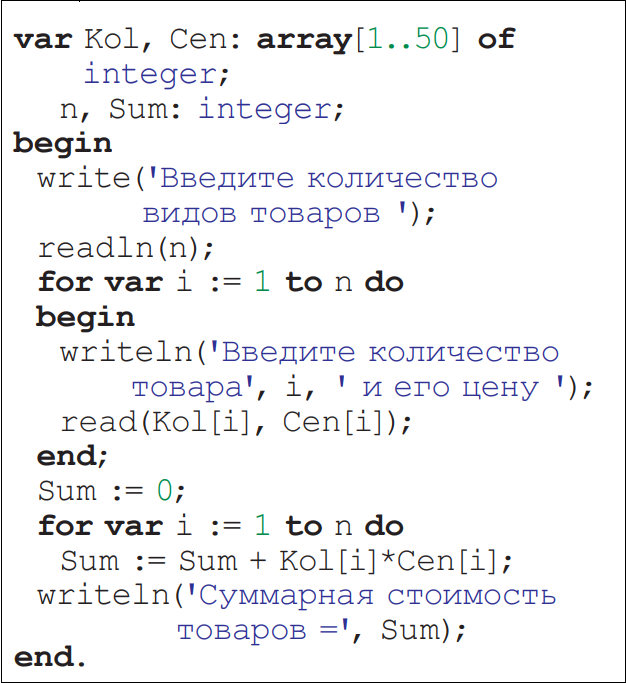 var Kol, Cen: array[1..50] of
integer;
n, Sum: integer;
begin
write('Введите количество
видов товаров ');
readln(n);
for var i := 1 to n do
begin
writeln('Введите количество
товара', i, ' и его цену ');
read(Kol[i], Cen[i]);
end;
Sum := 0;
for var i := 1 to n do
Sum := Sum + Kol[i]*Cen[i];
writeln('Суммарная стоимость
товаров =', Sum);
end.